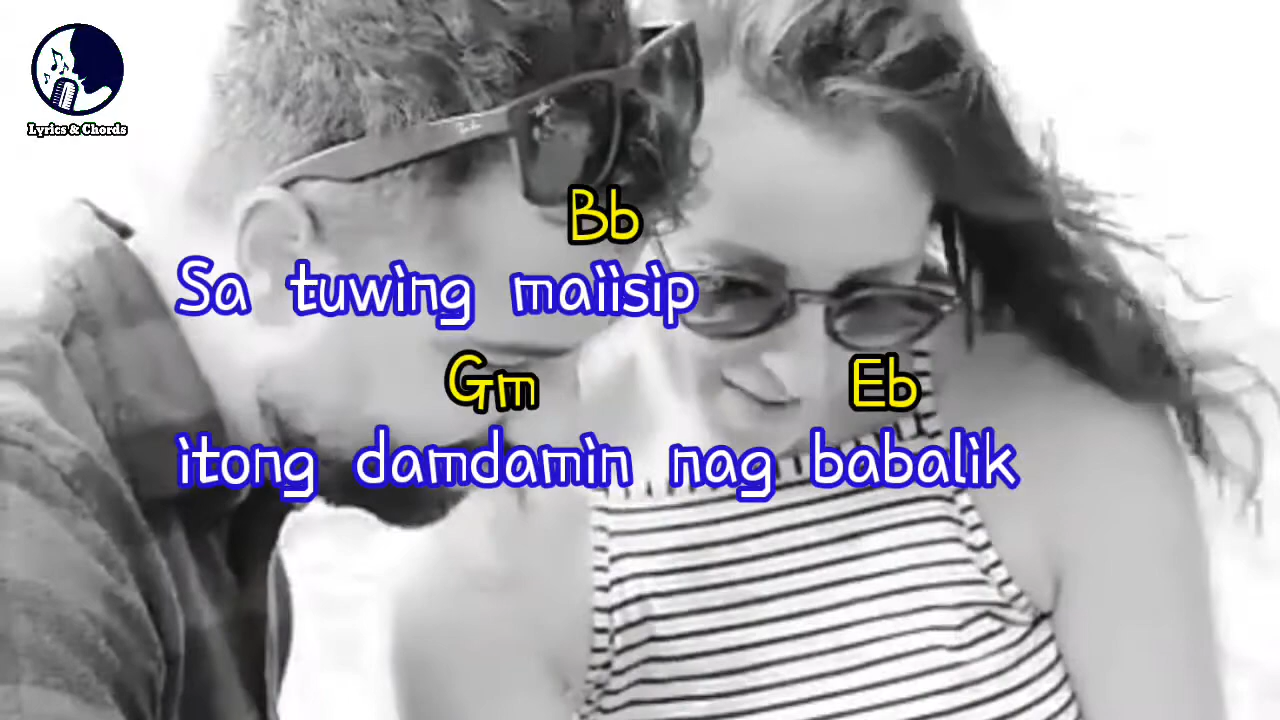 Lyrics & Chords
Bb
Sa tuwing maiisip
Gm Eb
itong damdamin nag babalik